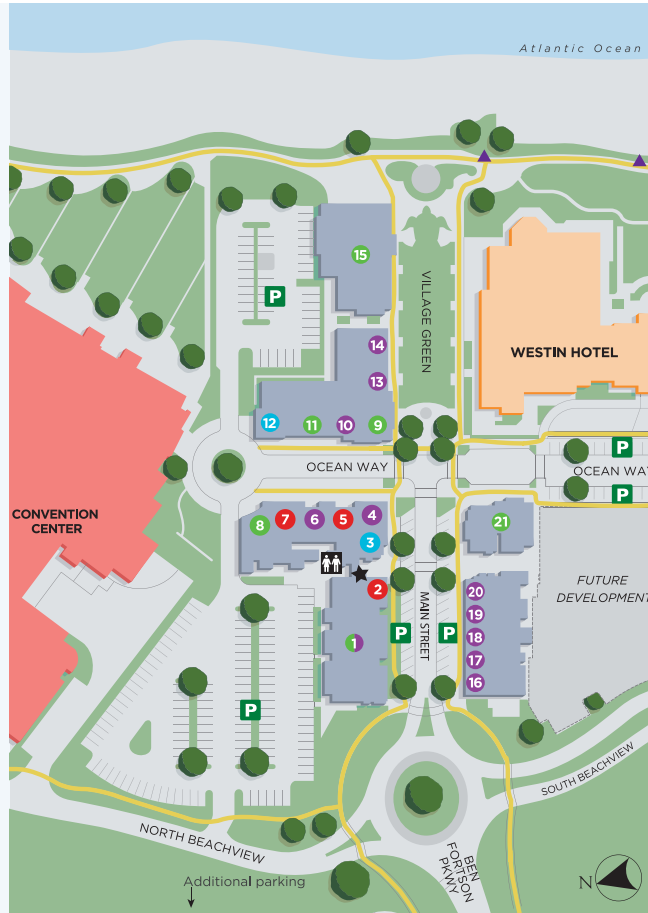 Atlantic Ocean
15
P
VILLAGE GREEN
14
WESTIN HOTEL
13
12
11
10
9
P
OCEAN WAY
OCEAN WAY
P
CONVENTION
CENTER
8
7
6
5
4
3
21
2
FUTURE
DEVELOPMENT
20
19
18
17
16
1
P
MAIN STREET
P
P
SOUTH BEACHVIEW
NORTH BEACHVIEW
BEN
FORTSON
PKWY
Additional parking
N